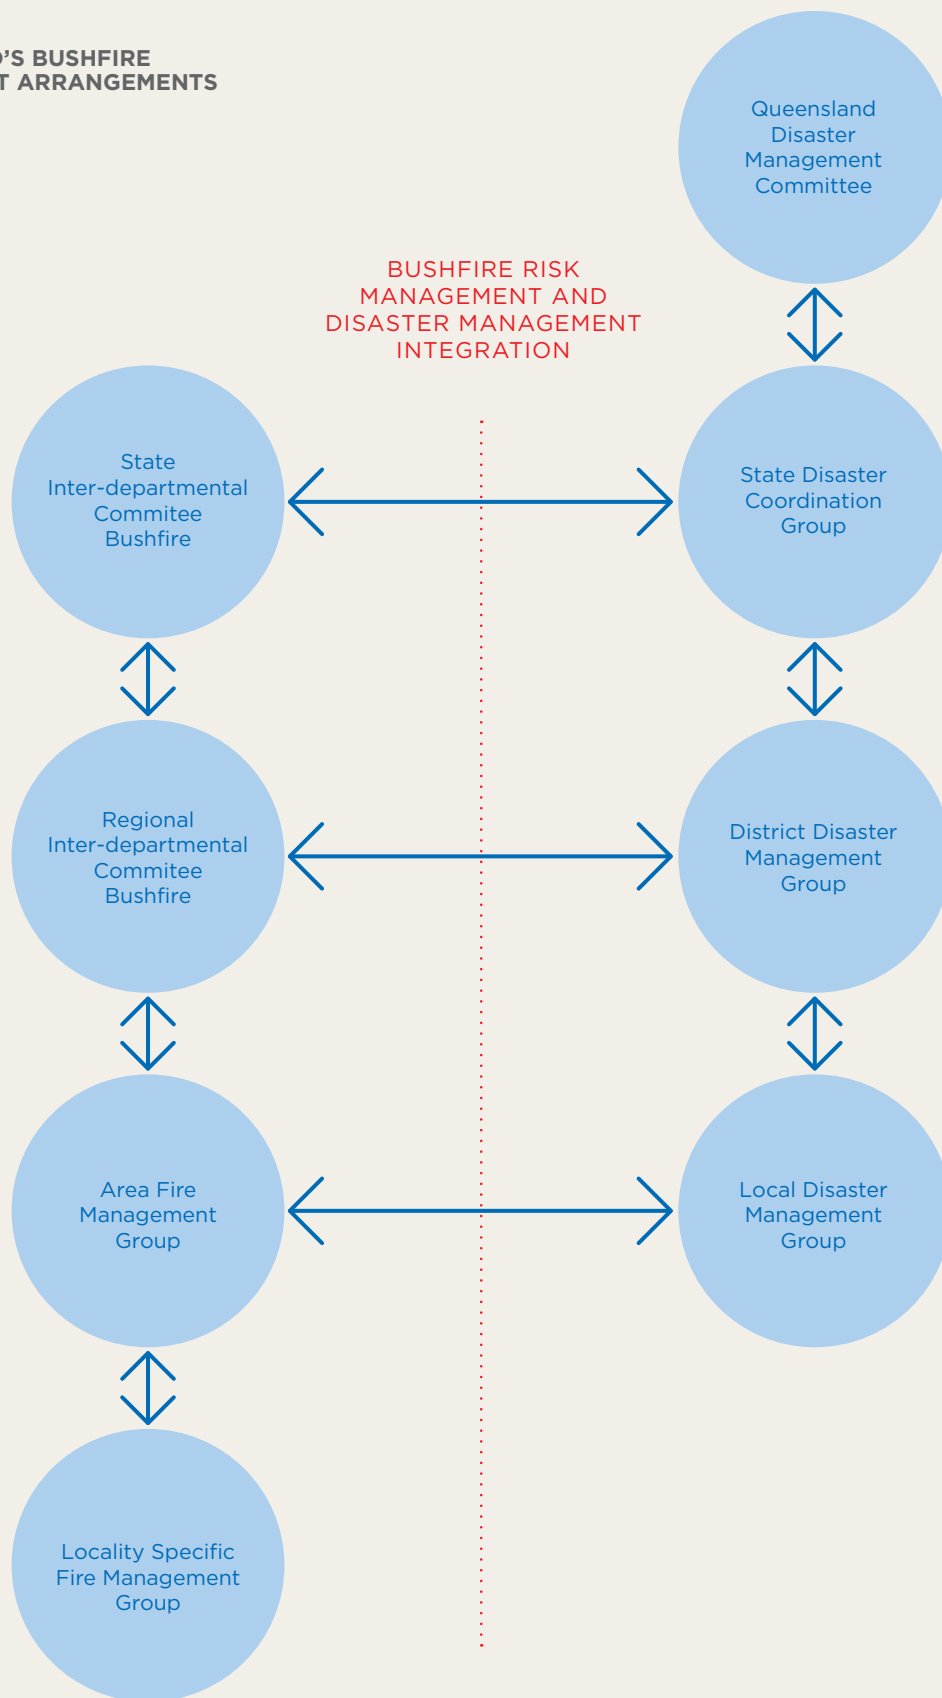 'S BUSHFIRE
T ARRANGEMENTS
Queensland
Disaster
Management
Committee
BUSHFIRE RISK
MANAGEMENT AND
DISASTER MANAGEMENT
INTEGRATION
State
Inter-departmental
Commitee
Bushfire
State Disaster
Coordination
Group
Regional
Inter-departmental
Commitee
Bushfire
District Disaster
Management
Group
Area Fire
Management
Group
Local Disaster
Management
Group
Locality Specific
Fire Management
Group